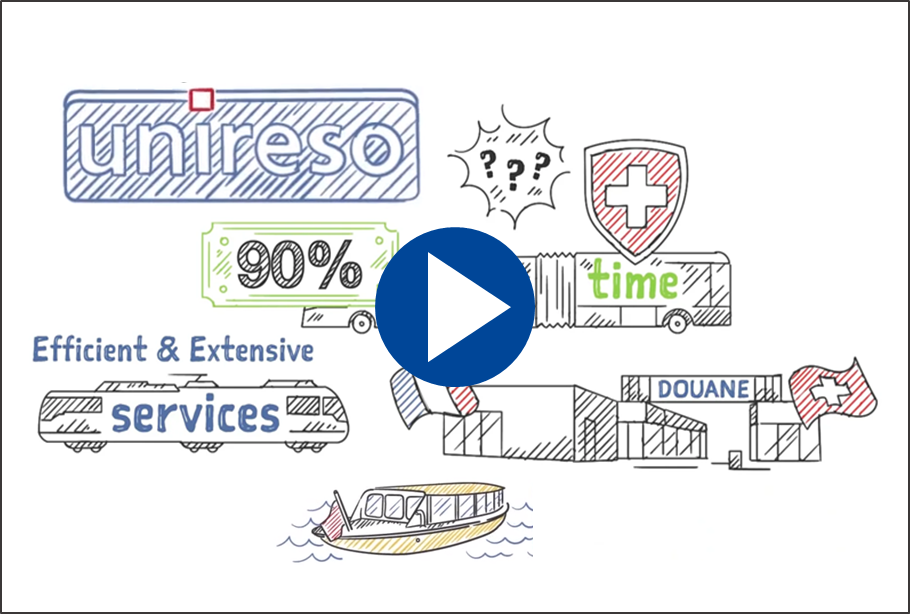 unireso
? ? ?
90%
time
Efficient & Extensive
services
DOUANE